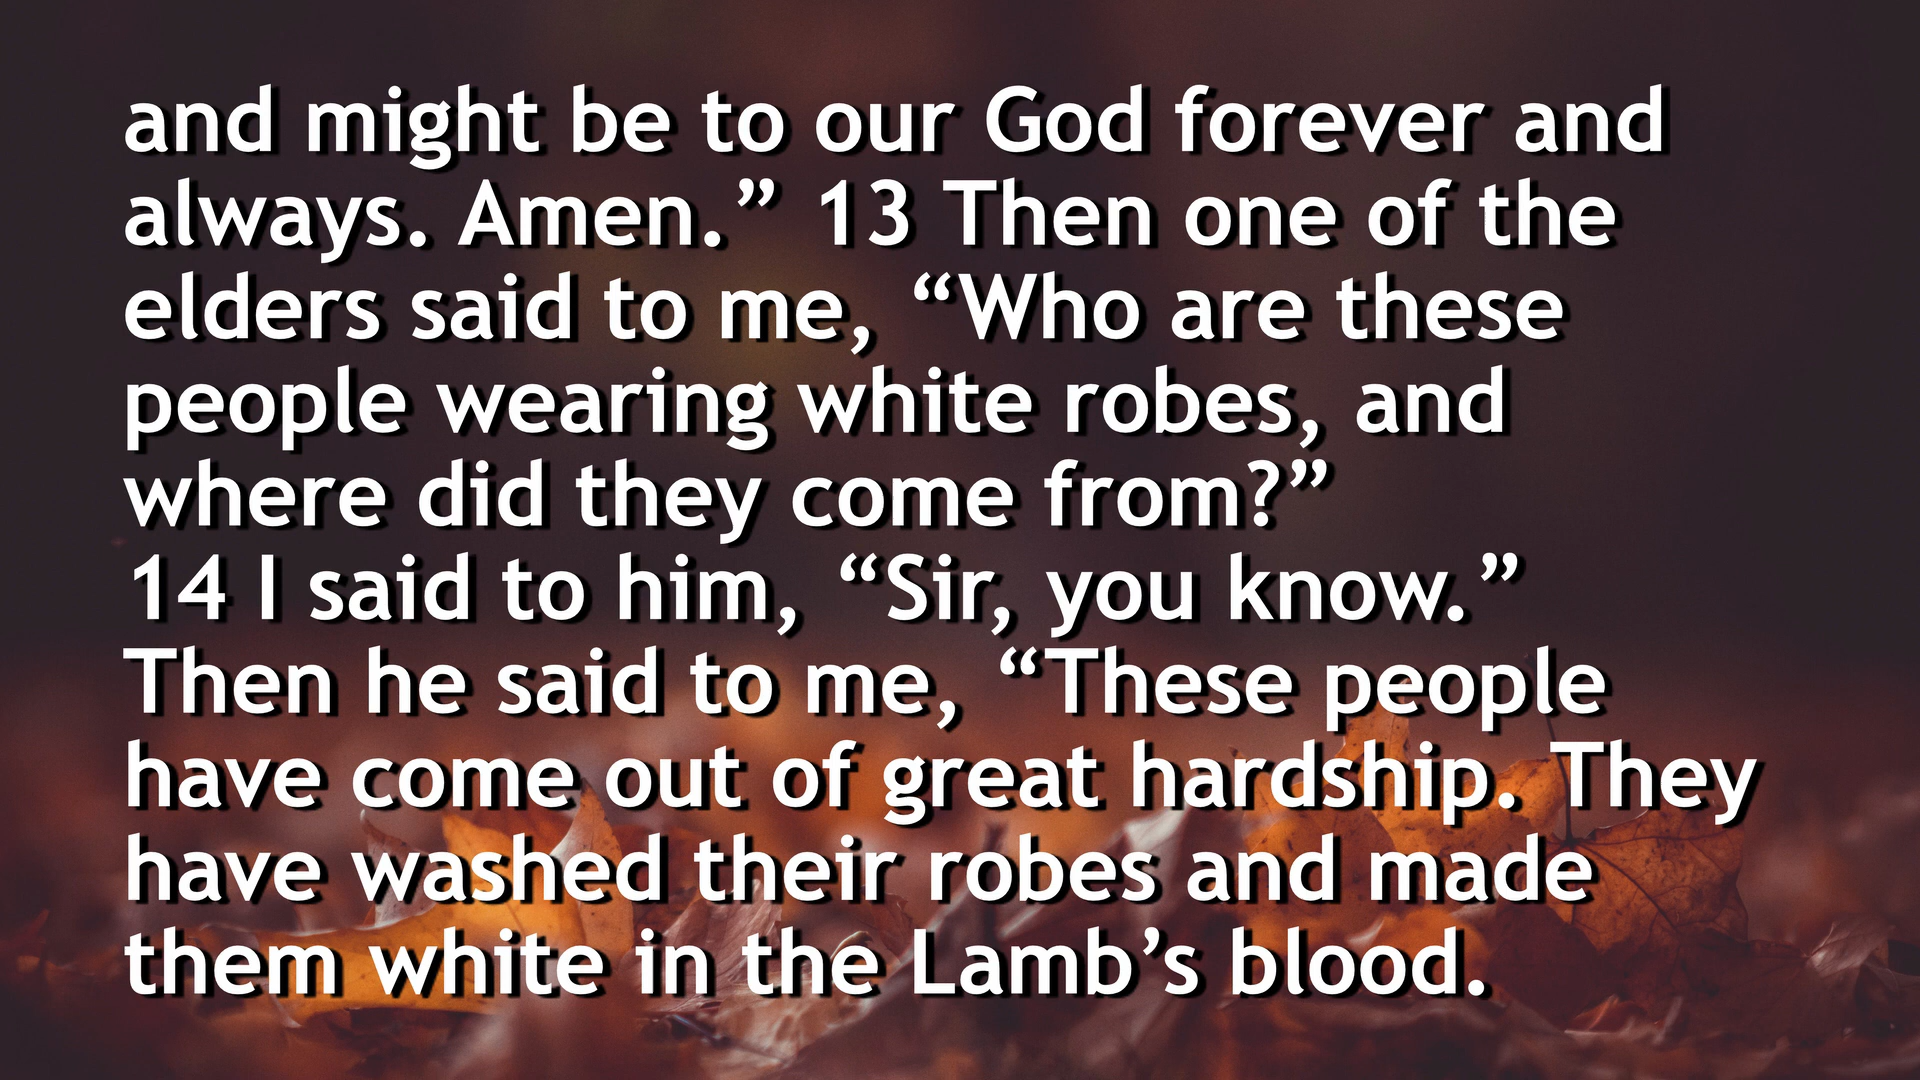 and might be to our God forever and
always. Amen.” 13 Then one of the
elders said to me, “Who are these
people wearing white robes, and
where did they come from?”
14 I said to him, “Sir, you know.”
Then he said to me, “These people
have come out of great hardship. They
have washed their robes and made
them white in the Lamb’s blood.